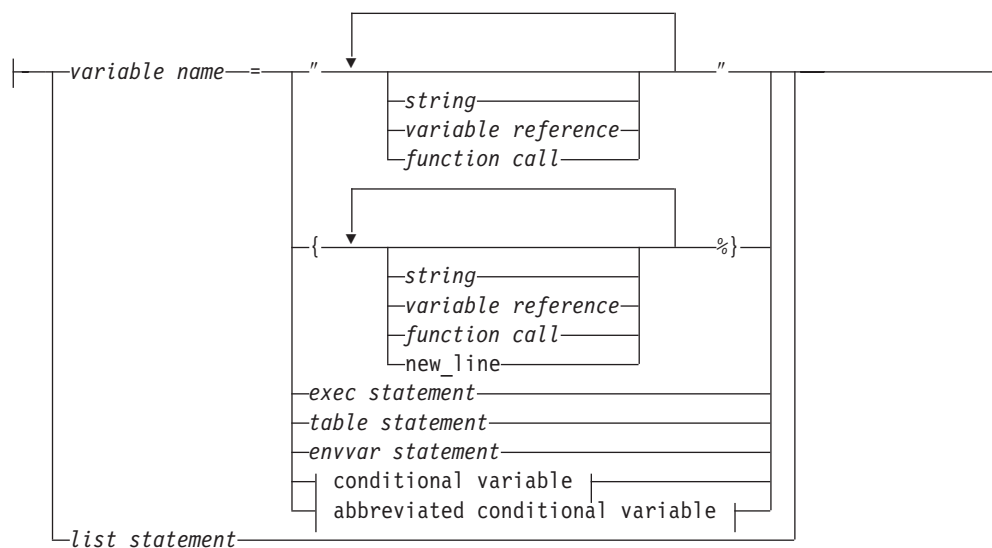 variable name = " "
string
variable reference
function call
{ %}
string
variable reference
function call
new_line
exec statement
table statement
envvar statement
conditional variable
abbreviated conditional variable
list statement